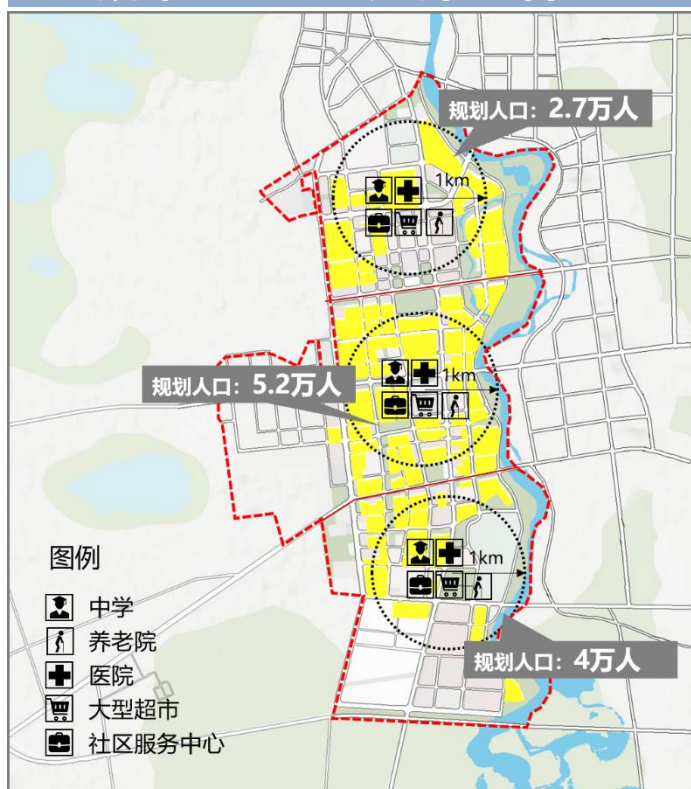 规划人口：2.7万人
1km
规划人口：5.2万人
1km
1km
规划人口：4万人
图例
中学
养老院
医院
大型超市
社区服务中心